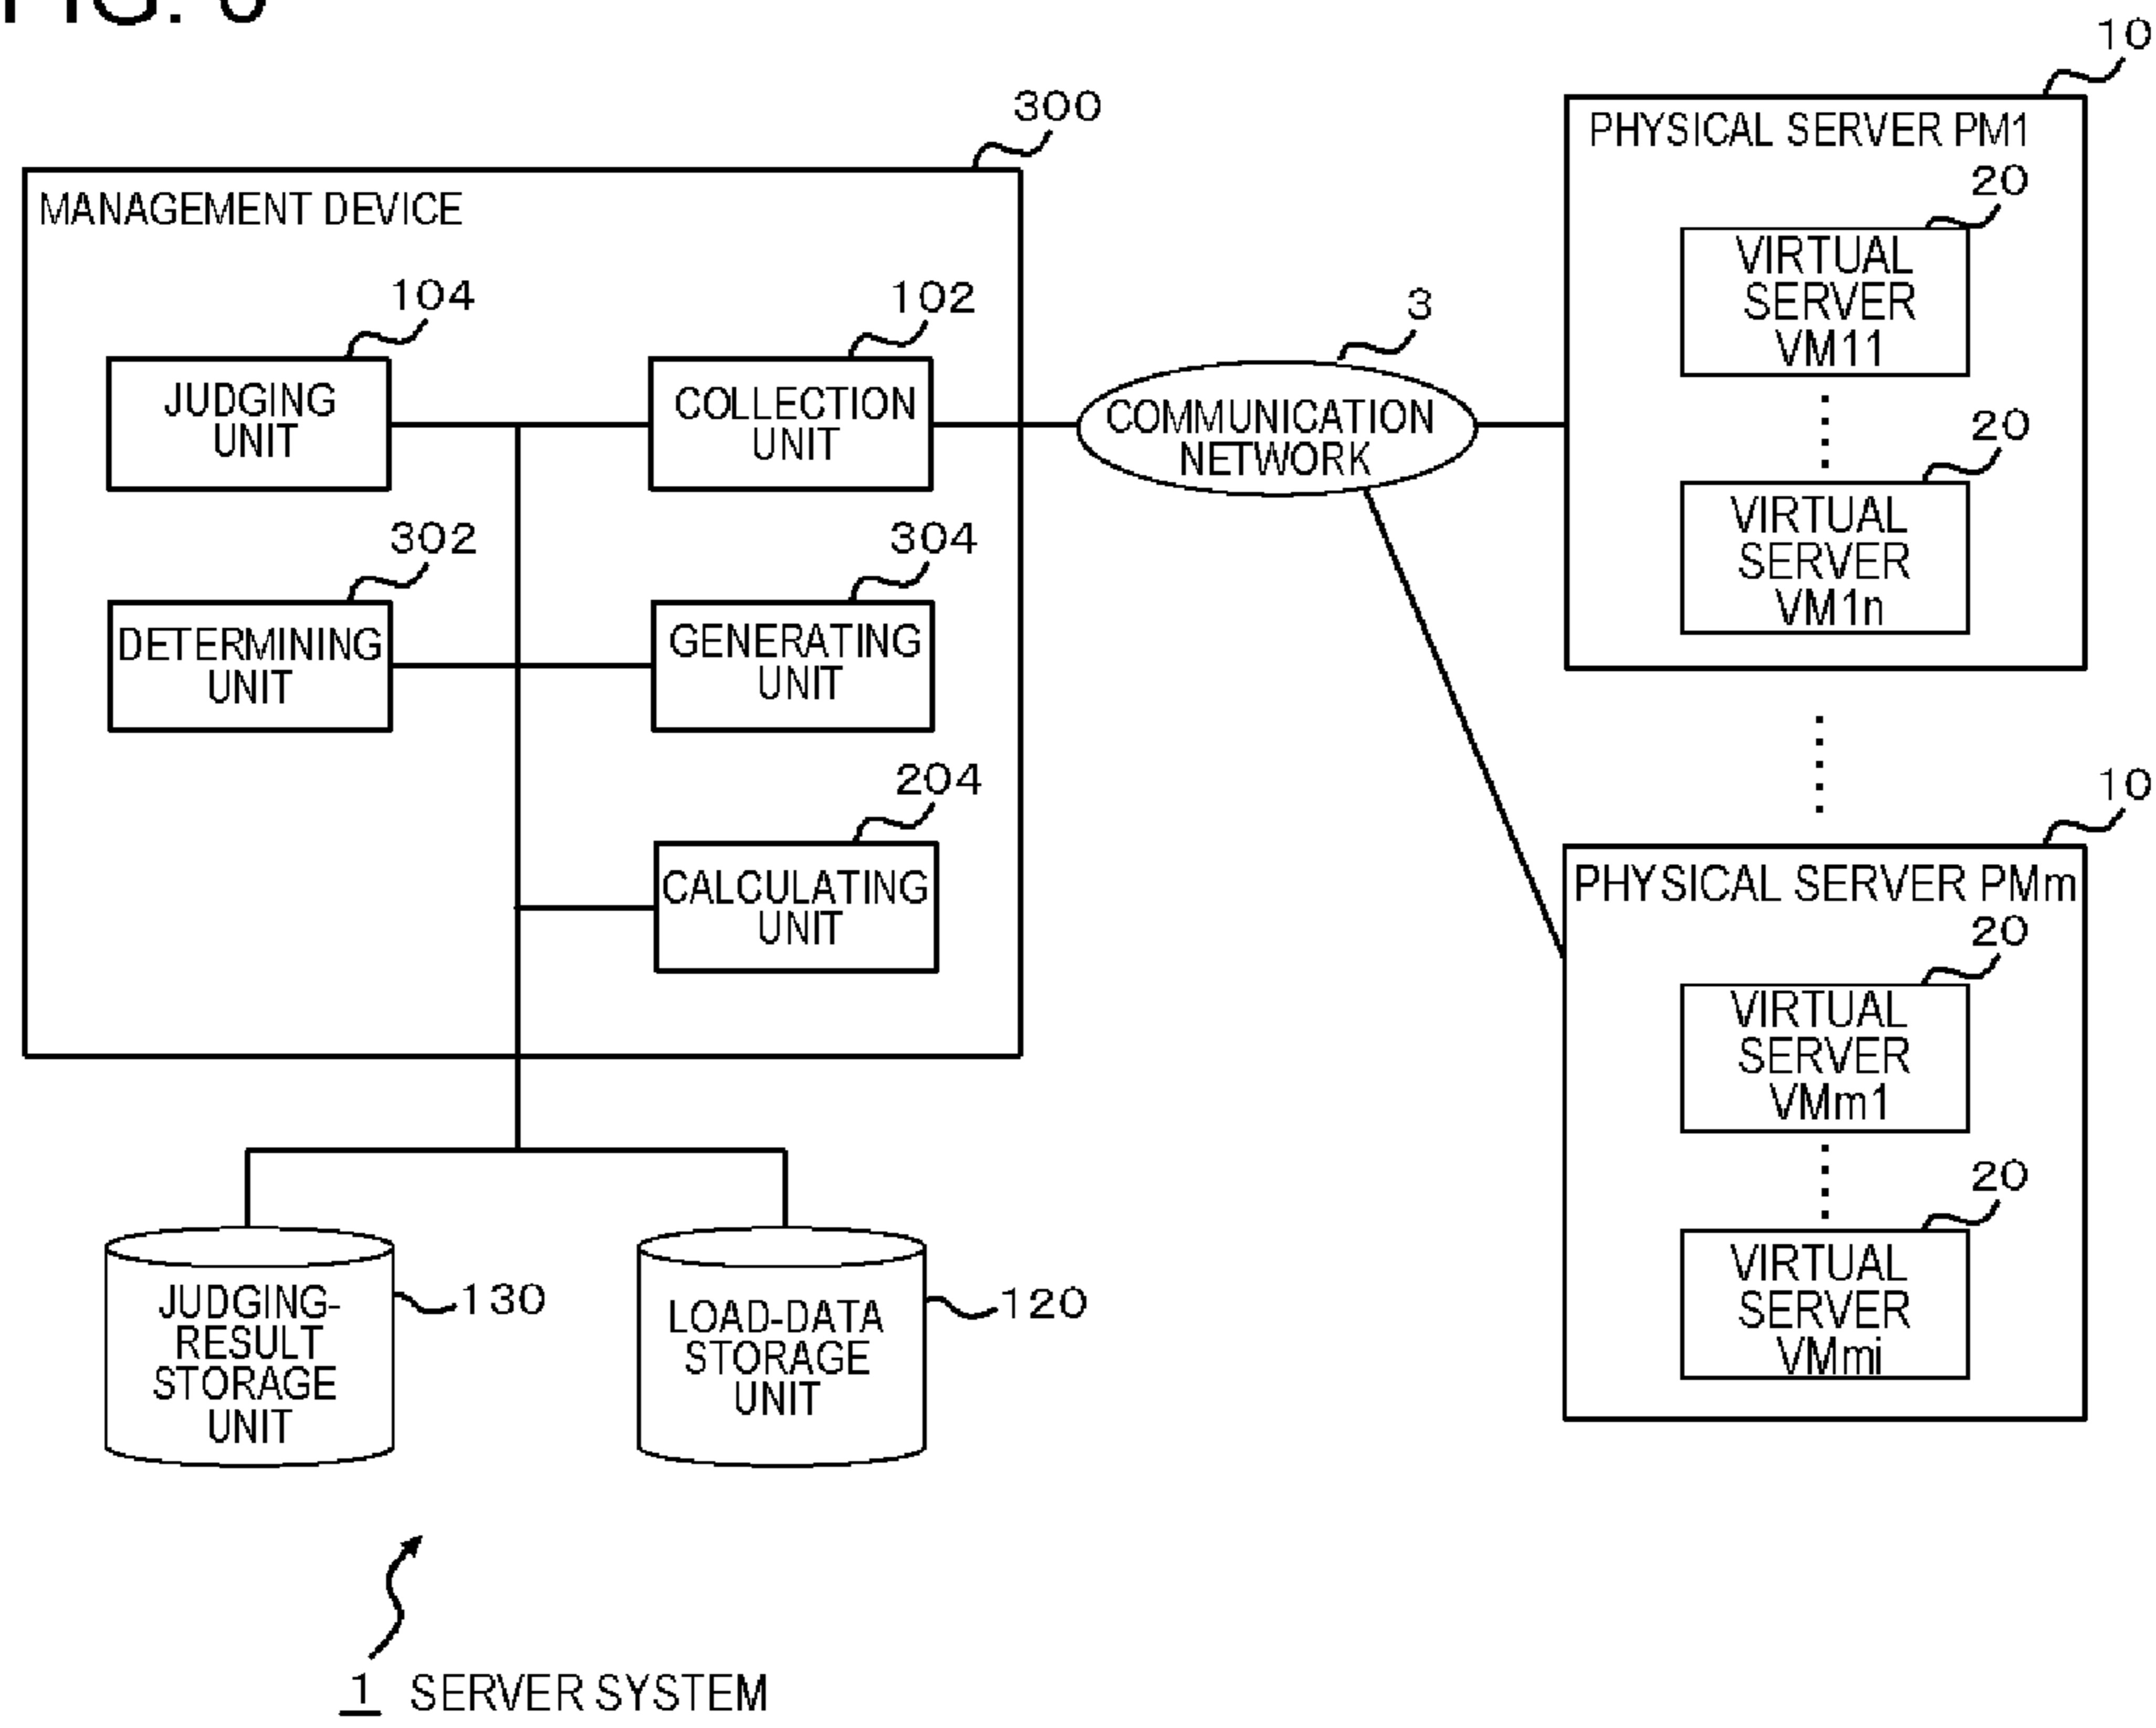 FIG.
300
MANAGEMENT DEVICE
104
JUDGING
UNIT
102
COLLECTION
UNIT
302
DETERMINING
UNIT
304
GENERATING
UNIT
204
CALCULATING
UNIT
3
COMMUNICATION
NETWORK
10
PHYSICAL SERVER PM1
20
VIRTUAL
SERVER
VM11
20
VIRTUAL
SERVER
VM1n
10
PHYSICAL SERVER PMm
20
VIRTUAL
SERVER
VMm1
20
VIRTUAL
SERVER
VMmi
JUDGING-
RESULT
STORAGE
UNIT
130
LOAD-DATA
STORAGE
UNIT
120
1 SERVER SYSTEM